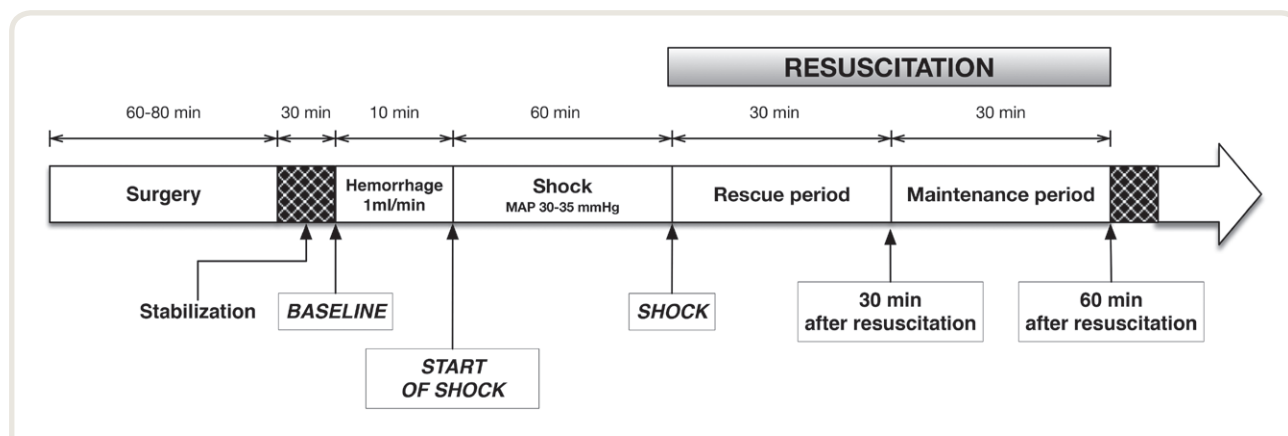 RESUSCITATION
60-80 min
30 min
10 min
60 min
30 min
30 min
Surgery
Hemorrhage
1ml/min
Shock
MAP 30-35 mmHg
Rescue period
Maintenance period
Stabilization
BASELINE
START
OF SHOCK
SHOCK
30 min
after resuscitation
60 min
after resuscitation